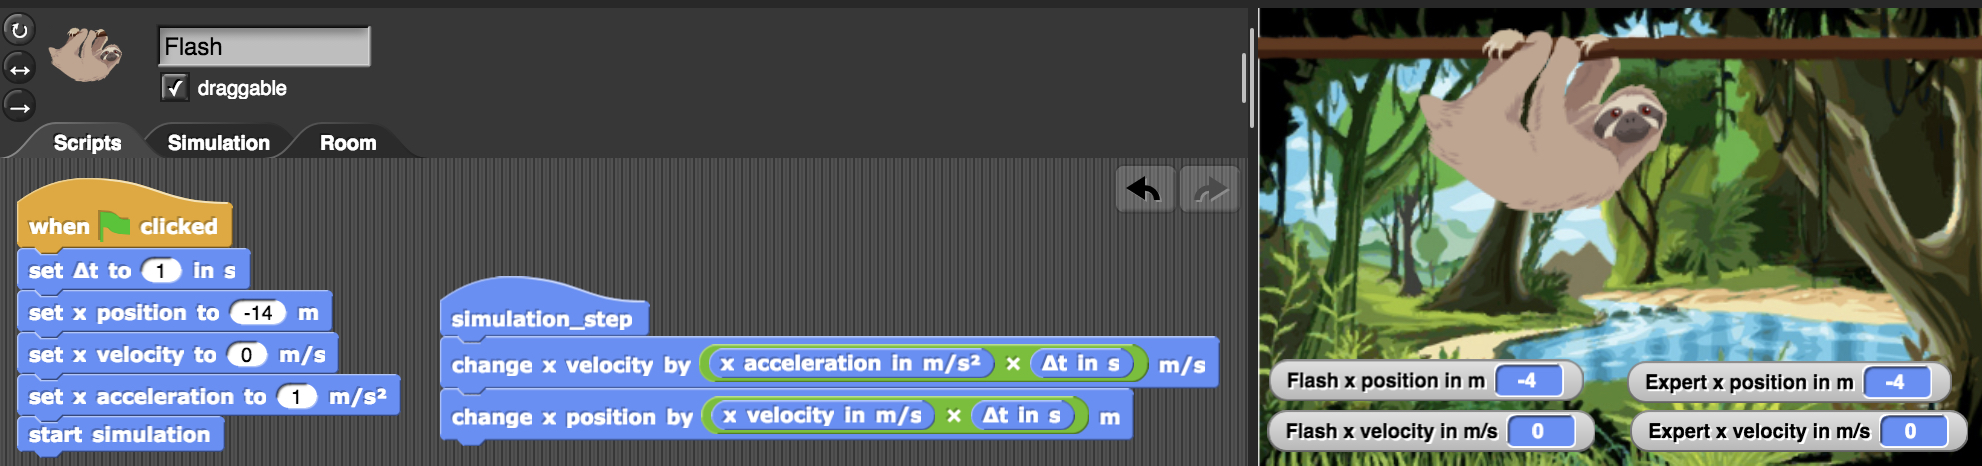 Flash
draggable
Scripts Simulation Room
when clicked
set Δt to 1 in s
set x position to -14 m
set x velocity to 0 m/s
set x acceleration to 1 m/s²
start simulation
simulation_step
change x velocity by x acceleration in m/s² × Δt in s m/s
change x position by x velocity in m/s × Δt in s m
Flash x position in m -4
Expert x position in m -4
Flash x velocity in m/s 0
Expert x velocity in m/s 0